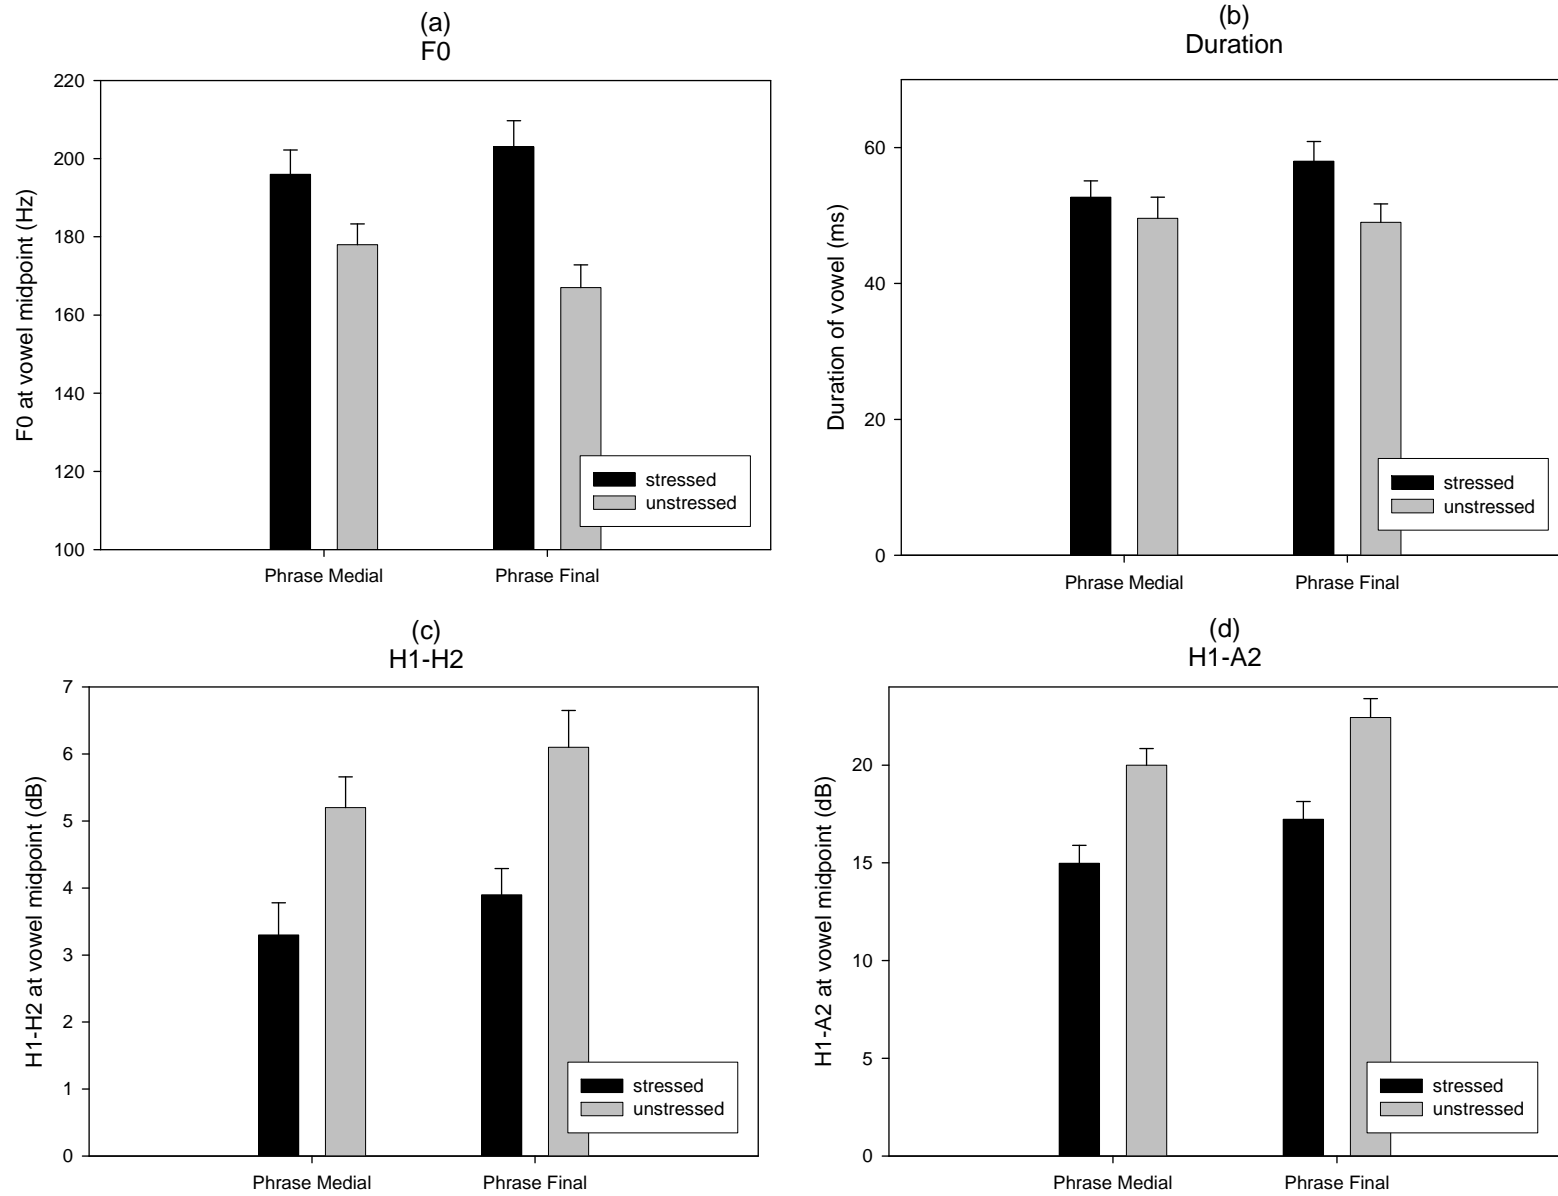 (a)
F0
F0 at vowel midpoint (Hz)
220
200
180
160
140
120
100
stressed
unstressed
Phrase Medial
Phrase Final
(b)
Duration
Duration of vowel (ms)
60
40
20
0
stressed
unstressed
Phrase Medial
Phrase Final
(c)
H1-H2
H1-H2 at vowel midpoint (dB)
7
6
5
4
3
2
1
0
stressed
unstressed
Phrase Medial
Phrase Final
(d)
H1-A2
H1-A2 at vowel midpoint (dB)
20
15
10
5
0
stressed
unstressed
Phrase Medial
Phrase Final